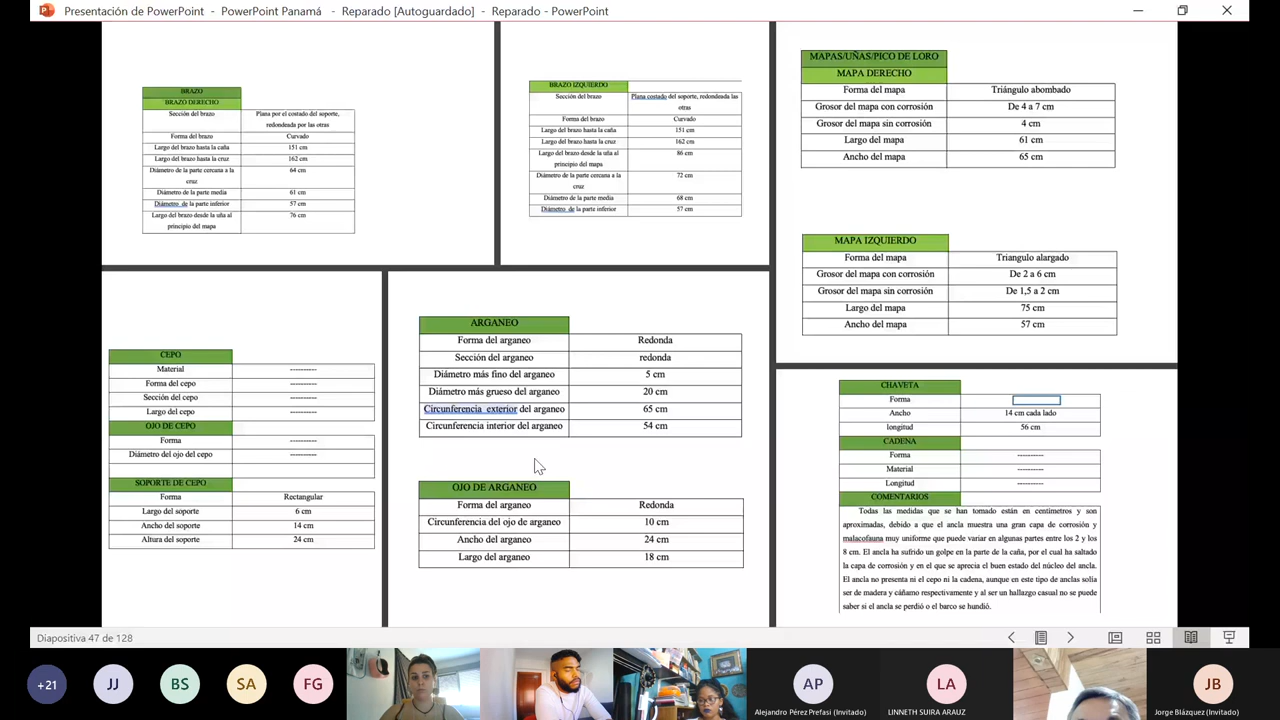 Presentación de PowerPoint - PowerPoint Panamá - Reparado [Autoguardado] - Reparado - PowerPoint
BRAZO
BRAZO DERECHO
Sección del brazo Plana por el costado del soporte, redondeada por las otras
Forma del brazo Curvado
Largo del brazo hasta la caña 151 cm
Largo del brazo hasta la cruz 162 cm
Diámetro de la parte cercana a la cruz 64 cm
Diámetro de la parte media 61 cm
Diámetro de la parte inferior 57 cm
Largo del brazo desde la uña al principio del mapa 76 cm
BRAZO IZQUIERDO
Sección del brazo Plana costado del soporte, redondeada las otras
Forma del brazo Curvado
Largo del brazo hasta la caña 151 cm
Largo del brazo hasta la cruz 162 cm
Largo del brazo desde la uña al principio del mapa 86 cm
Diámetro de la parte cercana a la cruz 72 cm
Diámetro de la parte media 68 cm
Diámetro de la parte inferior 57 cm
MAPAS/UÑAS/PICO DE LORO
MAPA DERECHO
Forma del mapa Triángulo abombado
Grosor del mapa con corrosión De 4 a 7 cm
Grosor del mapa sin corrosión 4 cm
Largo del mapa 61 cm
Ancho del mapa 65 cm
MAPA IZQUIERDO
Forma del mapa Triangulo alargado
Grosor del mapa con corrosión De 2 a 6 cm
Grosor del mapa sin corrosión De 1,5 a 2 cm
Largo del mapa 75 cm
Ancho del mapa 57 cm
CEPO
Material ----------
Forma del cepo ----------
Sección del cepo ----------
Largo del cepo ----------
OJO DE CEPO
Forma ----------
Diámetro del ojo del cepo ----------
SOPORTE DE CEPO
Forma Rectangular
Largo del soporte 6 cm
Ancho del soporte 14 cm
Altura del soporte 24 cm
ARGANEO
Forma del arganeo Redonda
Sección del arganeo redonda
Diámetro más fino del arganeo 5 cm
Diámetro más grueso del arganeo 20 cm
Circunferencia exterior del arganeo 65 cm
Circunferencia interior del arganeo 54 cm
OJO DE ARGANEO
Forma del arganeo Redonda
Circunferencia del ojo de arganeo 10 cm
Ancho del arganeo 24 cm
Largo del arganeo 18 cm
CHAVETA
Forma
Ancho 14 cm cada lado
longitud 56 cm
CADENA
Forma ----------
Material ----------
Longitud ----------
COMENTARIOS
Todas las medidas que se han tomado están en centímetros y son
aproximadas, debido a que el ancla muestra una gran capa de corrosión y
malacofauna muy uniforme que puede variar en algunas partes entre los 2 y los
8 cm. El ancla ha sufrido un golpe en la parte de la caña, por el cual ha saltado
la capa de corrosión y en el que se aprecia el buen estado del núcleo del ancla.
El ancla no presenta ni el cepo ni la cadena, aunque en este tipo de anclas solía
ser de madera y cáñamo respectivamente y al ser un hallazgo casual no se puede
saber si el ancla se perdió o el barco se hundió.
Diapositiva 47 de 128
+21
JJ
BS
SA
FG
AP
Alejandro Pérez Prefasi (Invitado)
LA
LINNETH SUIRA ARAUZ
JB
Jorge Blázquez (Invitado)